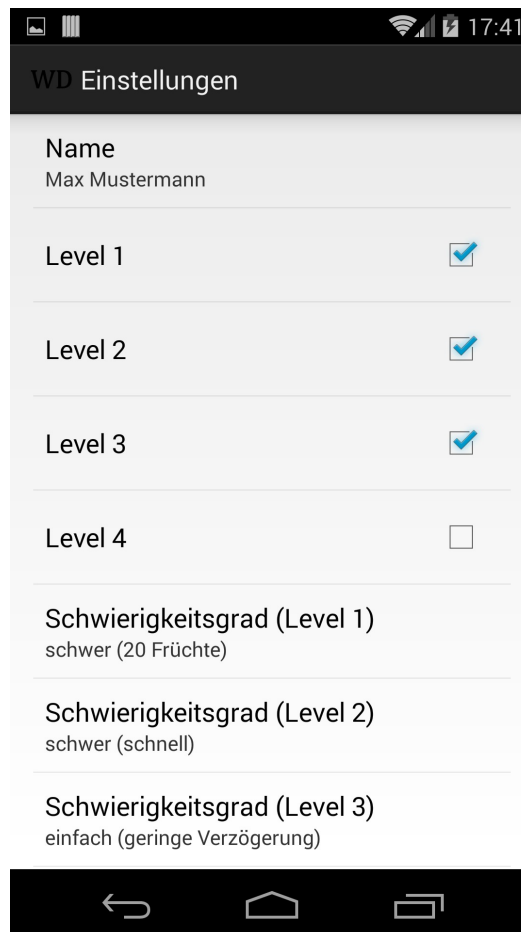 17:41
WD Einstellungen
Name
Max Mustermann
Level 1
Level 2
Level 3
Level 4
Schwierigkeitsgrad (Level 1)
schwer (20 Früchte)
Schwierigkeitsgrad (Level 2)
schwer (schnell)
Schwierigkeitsgrad (Level 3)
einfach (geringe Verzögerung)